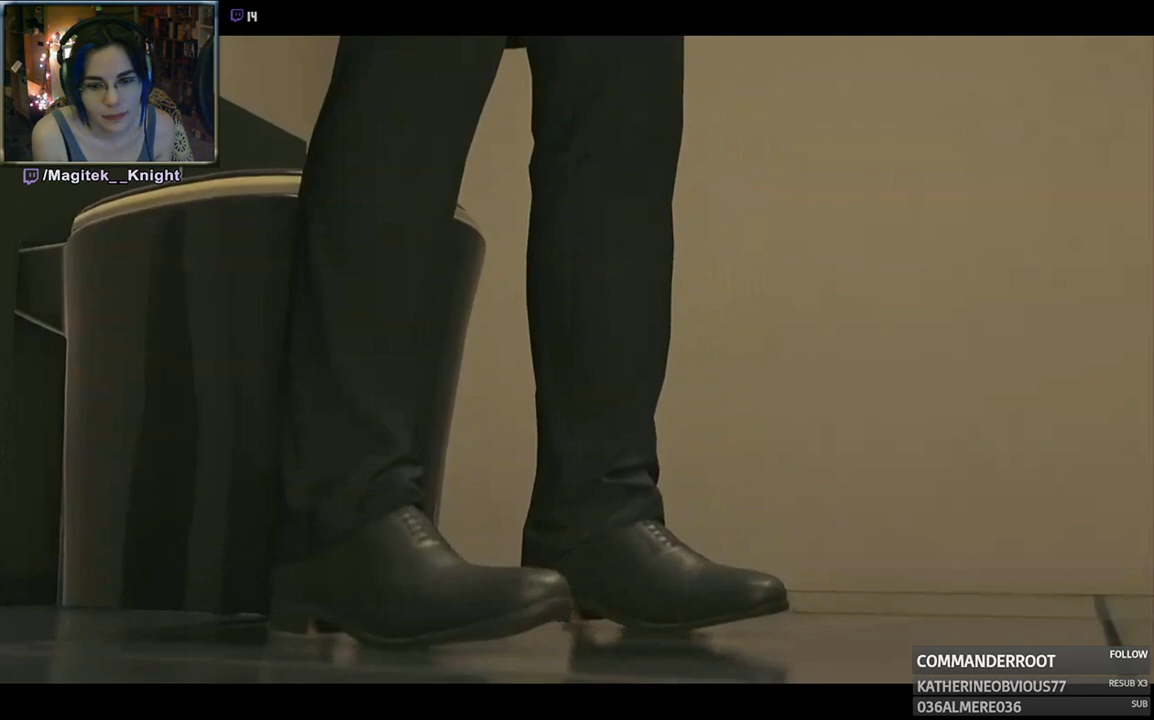 14
/Magitek__Knight
COMMANDERROOT FOLLOW
KATHERINEOBVIOUS77 RESUB X3
036ALMERE036 SUB